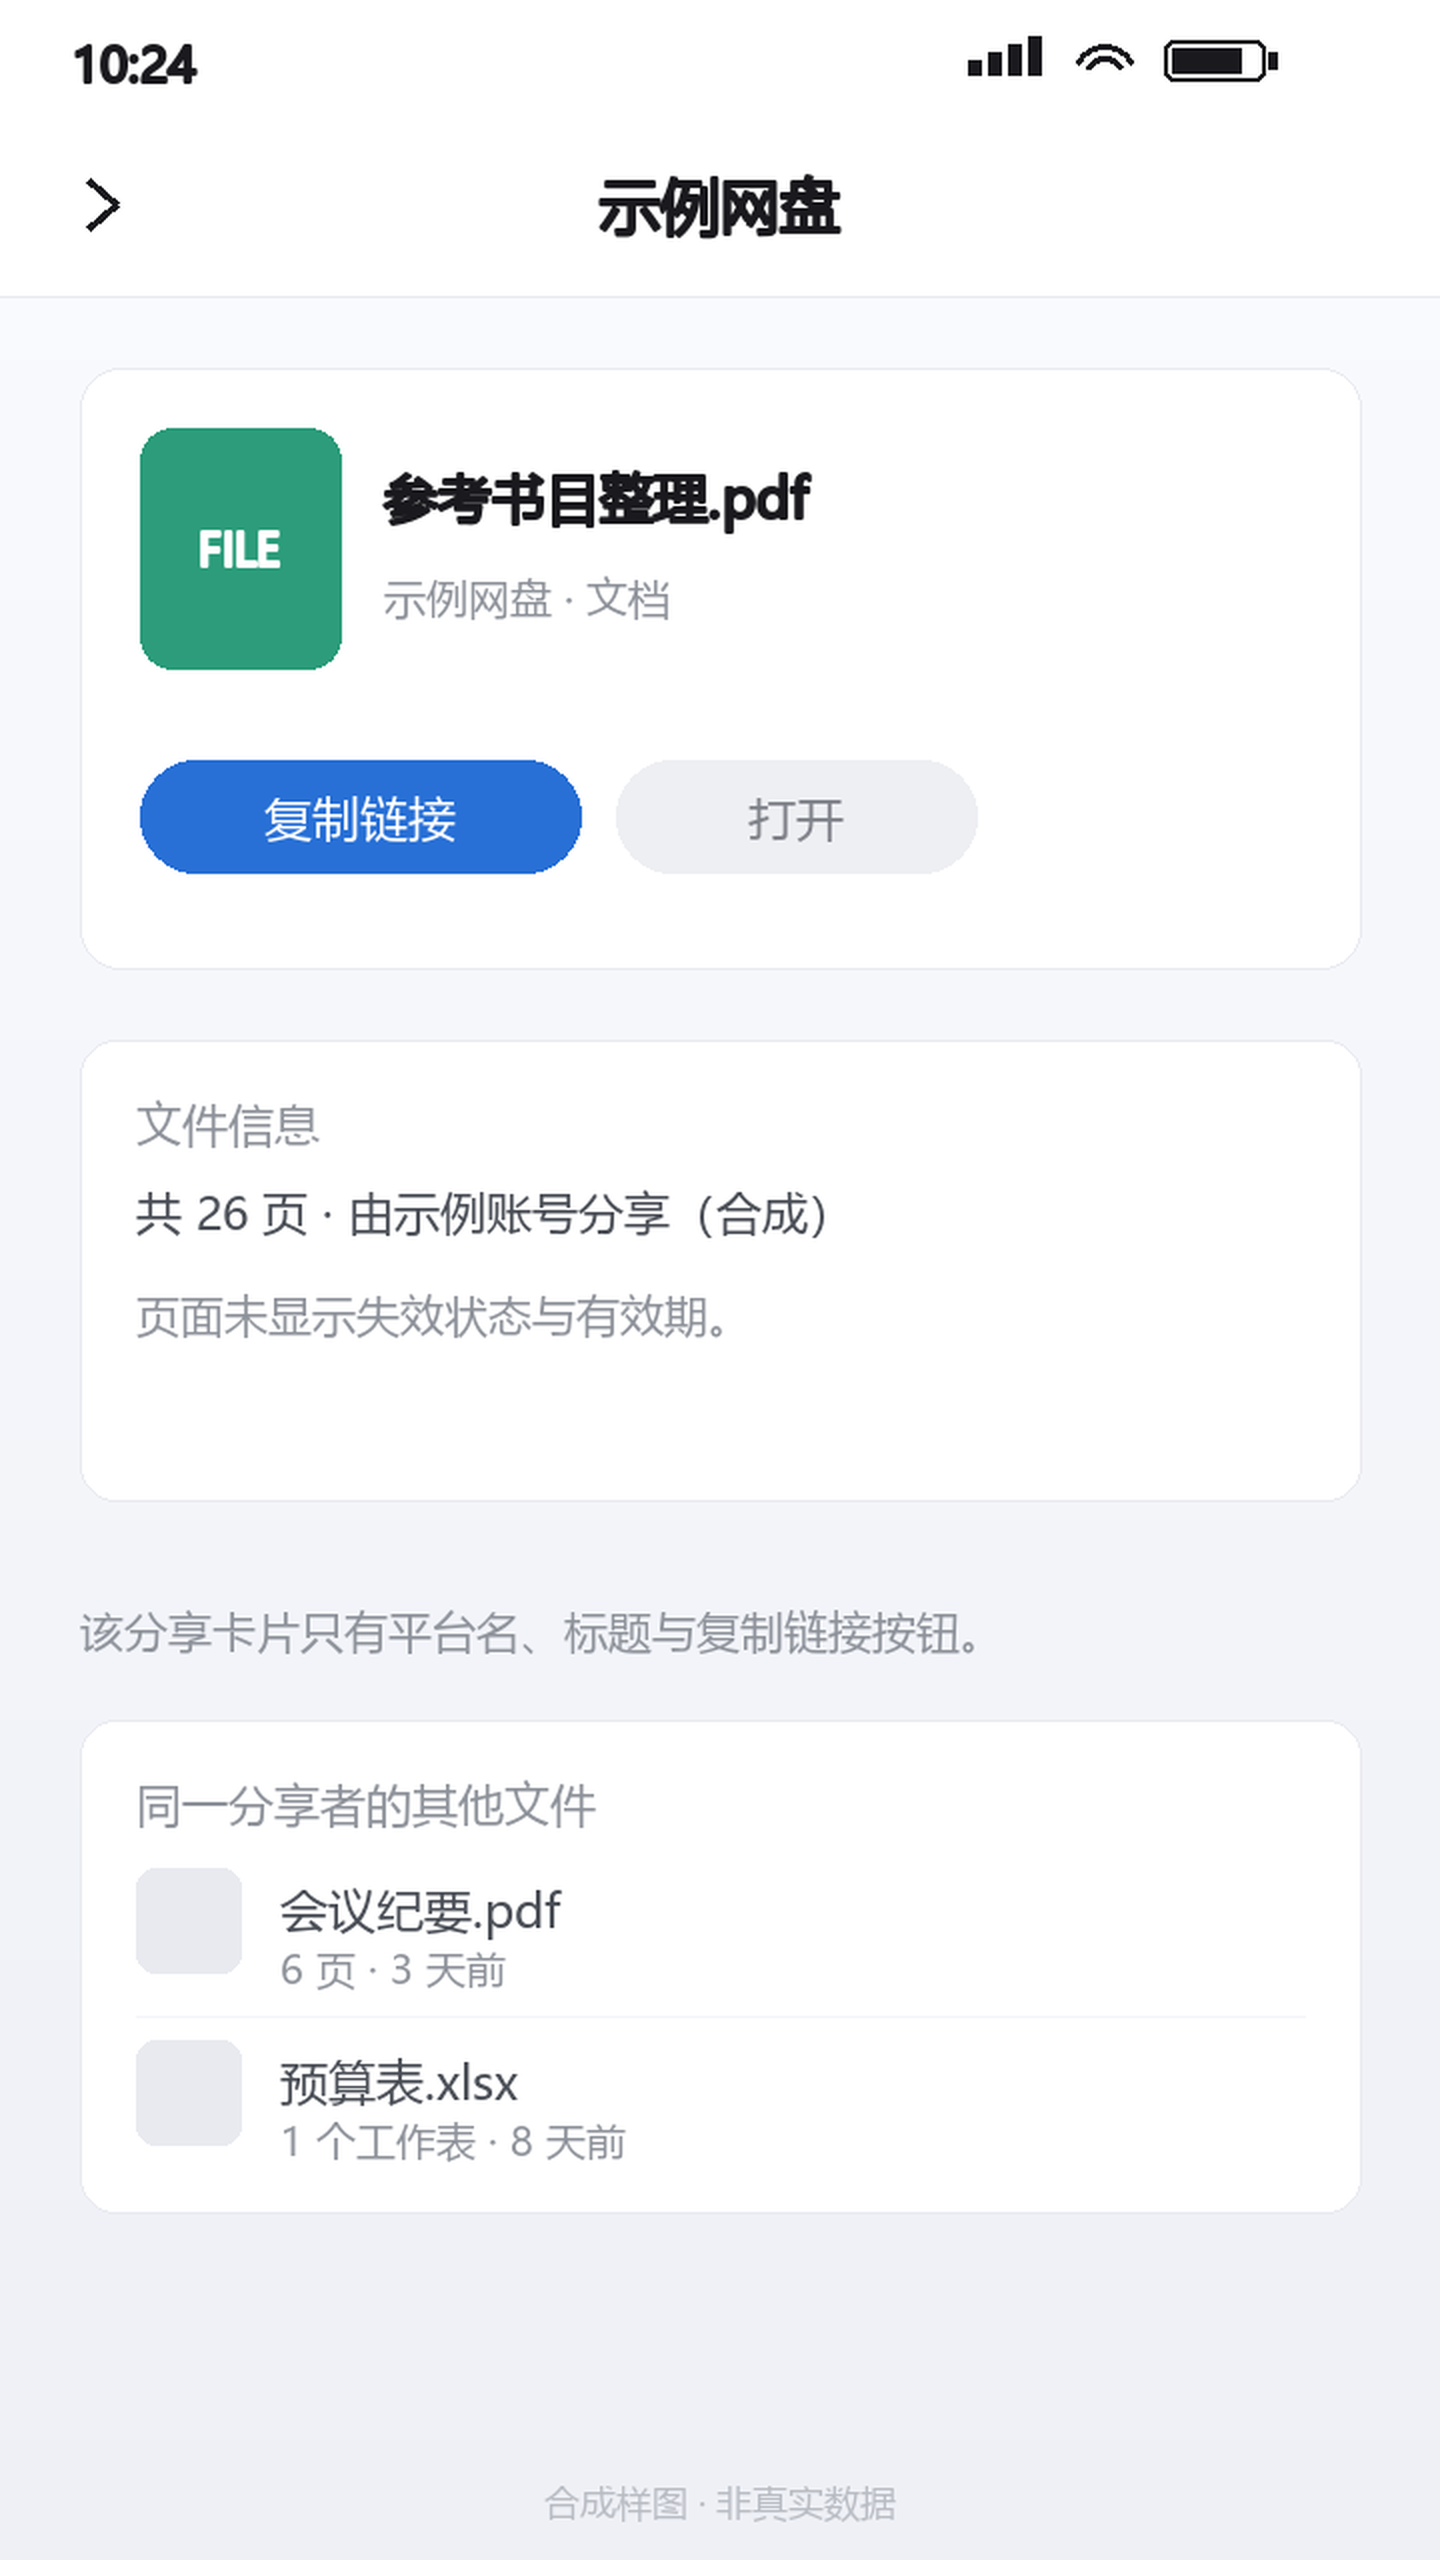 10:24
示例网盘
FILE
参考书目整理.pdf
示例网盘 · 文档
复制链接
打开
文件信息
共 26 页 · 由示例账号分享（合成）
页面未显示失效状态与有效期。
该分享卡片只有平台名、标题与复制链接按钮。
同一分享者的其他文件
会议纪要.pdf
6 页 · 3 天前
预算表.xlsx
1 个工作表 · 8 天前
合成样图 · 非真实数据